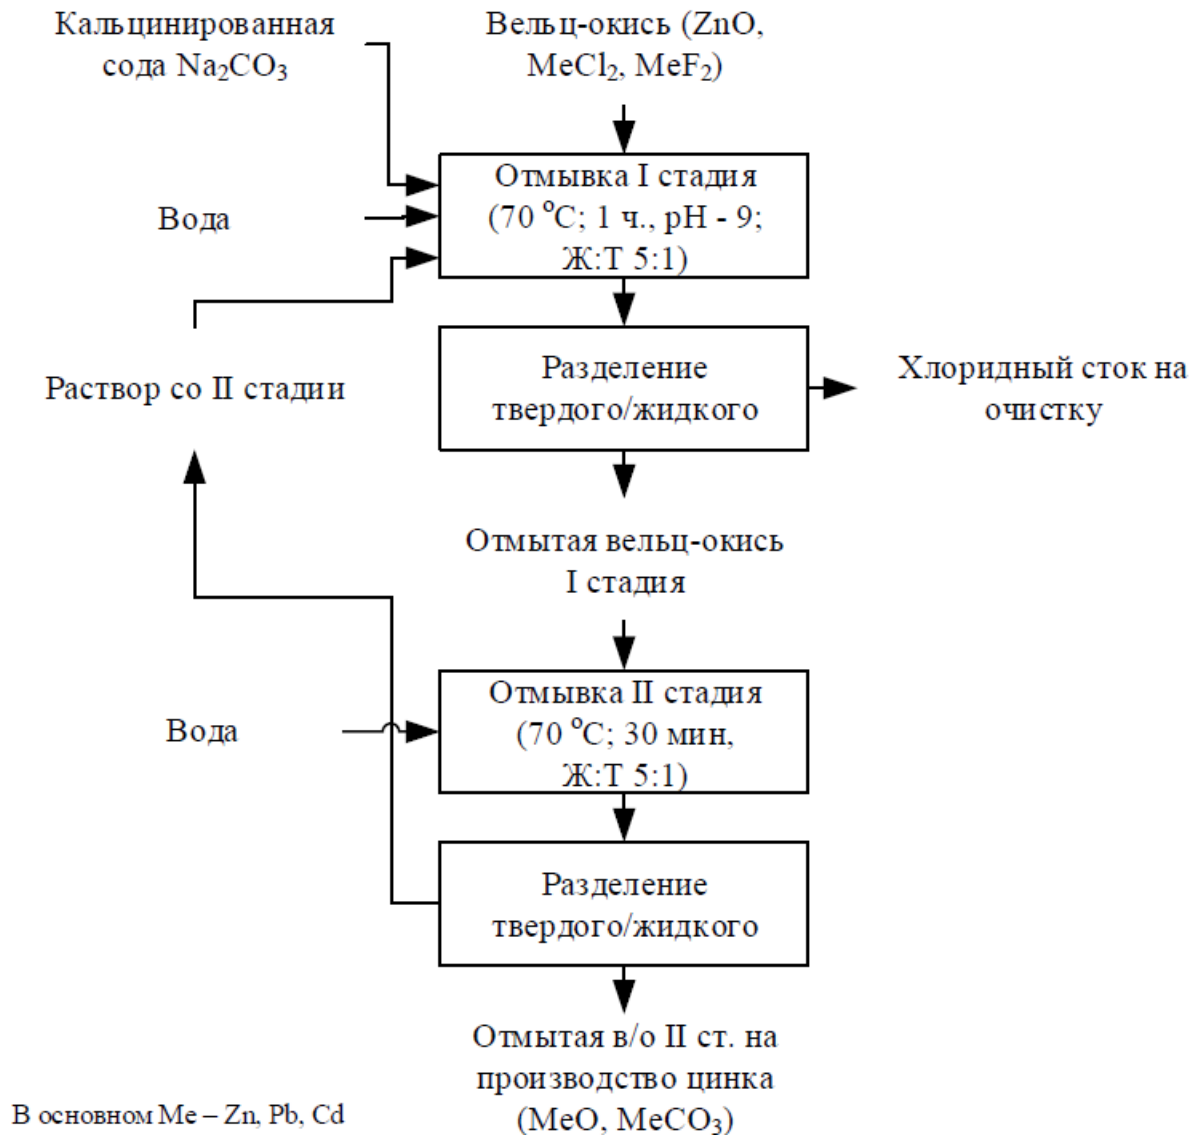 Кальцинированная
сода Na₂CO₃
Вельц-окись (ZnO,
MeCl₂, MeF₂)
Отмывка I стадия
(70 °C; 1 ч., pH - 9;
Ж:Т 5:1)
Вода
Разделение
твердого/жидкого
Раствор со II стадии
Хлоридный сток на
очистку
Отмытая вельц-окись
I стадия
Отмывка II стадия
(70 °C; 30 мин,
Ж:Т 5:1)
Вода
Разделение
твердого/жидкого
Отмытая в/о II ст. на
производство цинка
(MeO, MeCO₃)
В основном Me – Zn, Pb, Cd